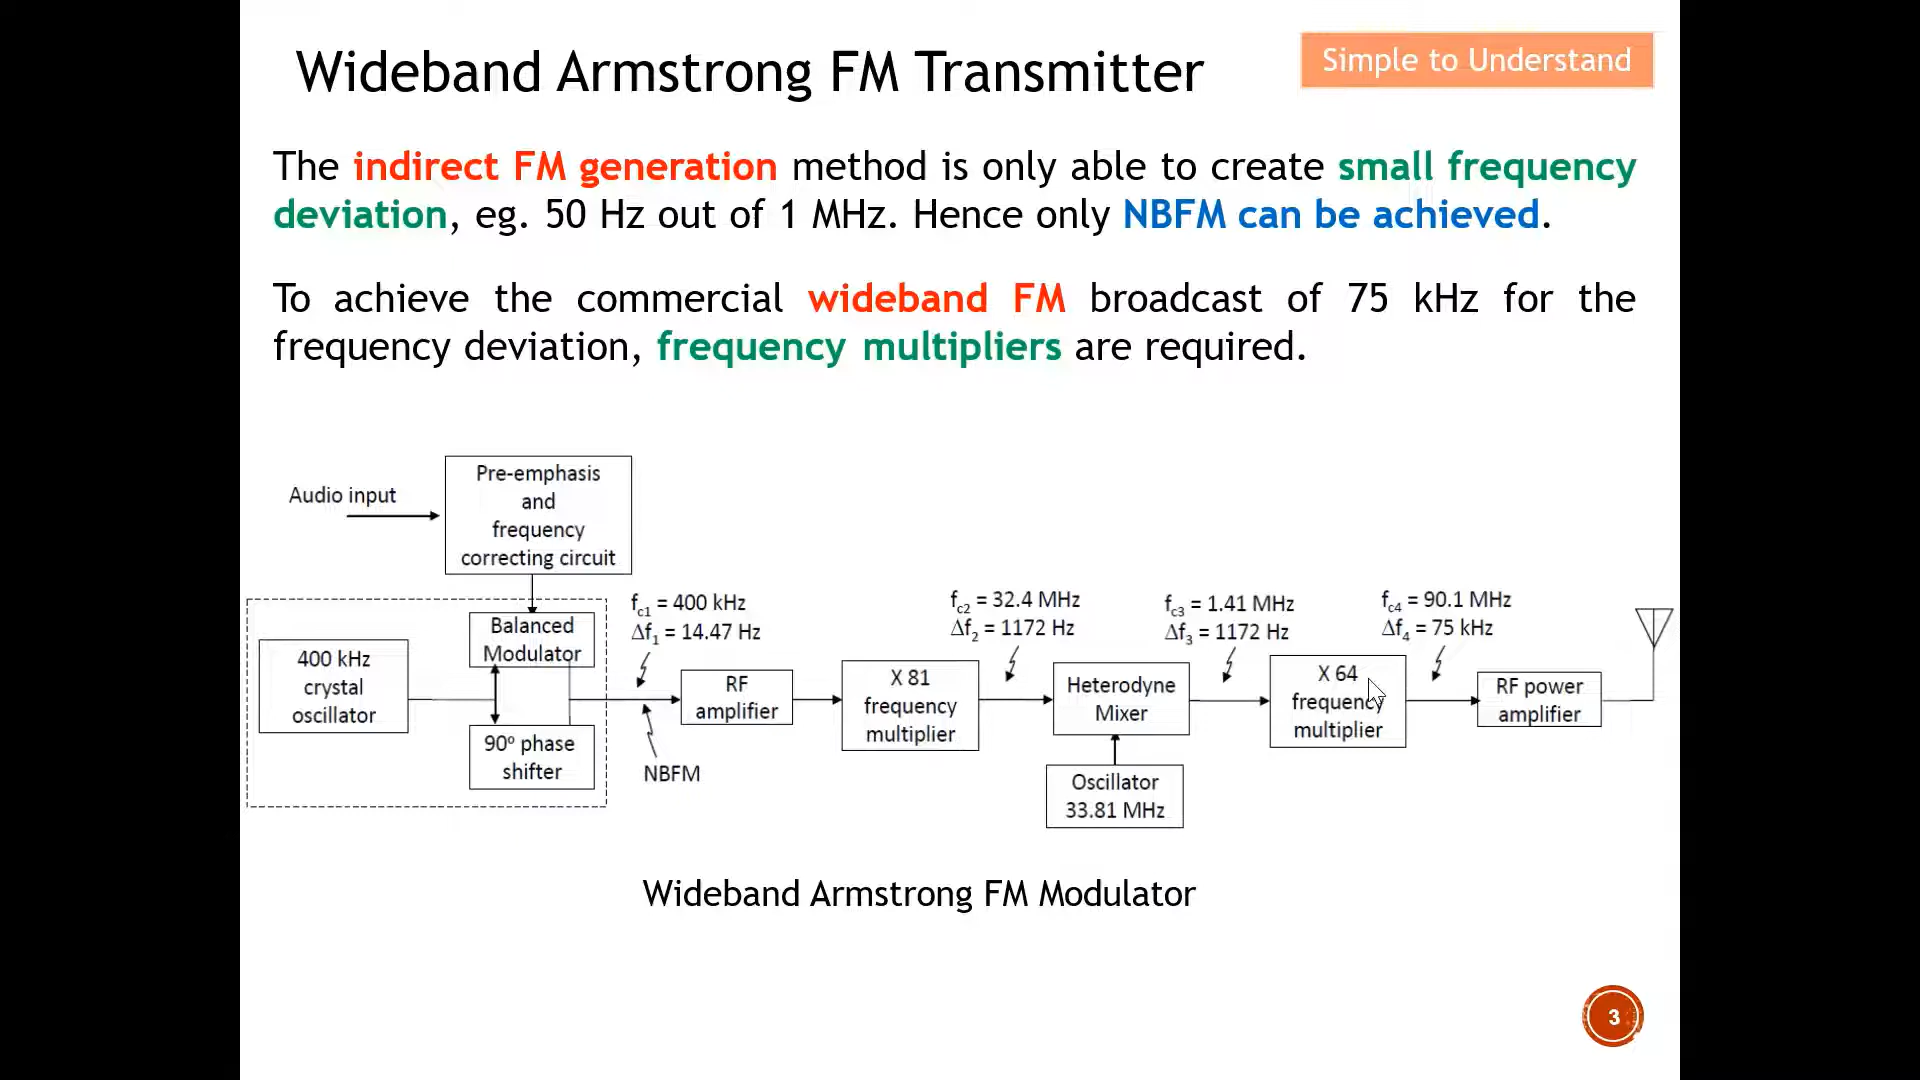 Wideband Armstrong FM Transmitter
Simple to Understand
The indirect FM generation method is only able to create small frequency
deviation, eg. 50 Hz out of 1 MHz. Hence only NBFM can be achieved.
To achieve the commercial wideband FM broadcast of 75 kHz for the
frequency deviation, frequency multipliers are required.
Audio input
Pre-emphasis
and
frequency
correcting circuit
400 kHz
crystal
oscillator
Balanced
Modulator
90º phase
shifter
fc1 = 400 kHz
Δf1 = 14.47 Hz
NBFM
RF
amplifier
X 81
frequency
multiplier
fc2 = 32.4 MHz
Δf2 = 1172 Hz
Heterodyne
Mixer
Oscillator
33.81 MHz
fc3 = 1.41 MHz
Δf3 = 1172 Hz
X 64
frequency
multiplier
fc4 = 90.1 MHz
Δf4 = 75 kHz
RF power
amplifier
Wideband Armstrong FM Modulator
3